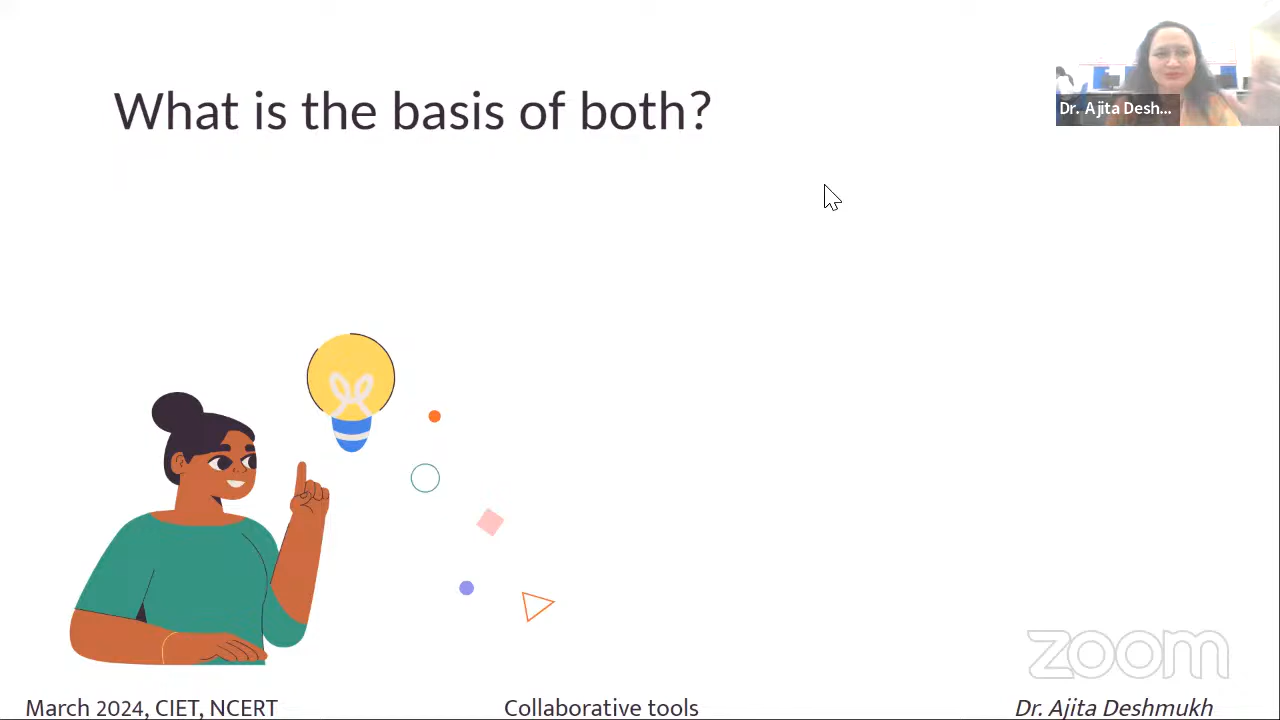 What is the basis of both?
Dr. Ajita Desh...
zoom
March 2024, CIET, NCERT
Collaborative tools
Dr. Ajita Deshmukh